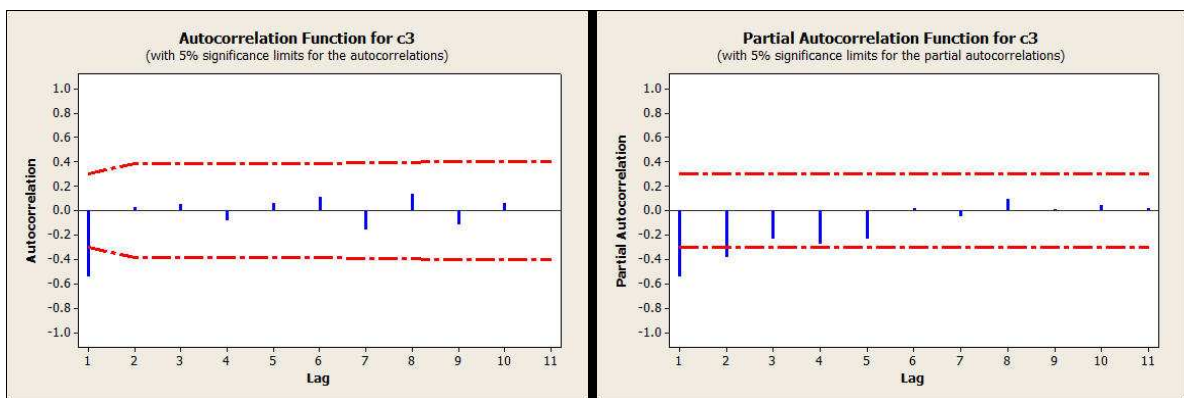 Autocorrelation Function for c3
(with 5% significance limits for the autocorrelations)
Autocorrelation
1.0
0.8
0.6
0.4
0.2
0.0
-0.2
-0.4
-0.6
-0.8
-1.0
1 2 3 4 5 6 7 8 9 10 11
Lag
Partial Autocorrelation Function for c3
(with 5% significance limits for the partial autocorrelations)
Partial Autocorrelation
1.0
0.8
0.6
0.4
0.2
0.0
-0.2
-0.4
-0.6
-0.8
-1.0
1 2 3 4 5 6 7 8 9 10 11
Lag